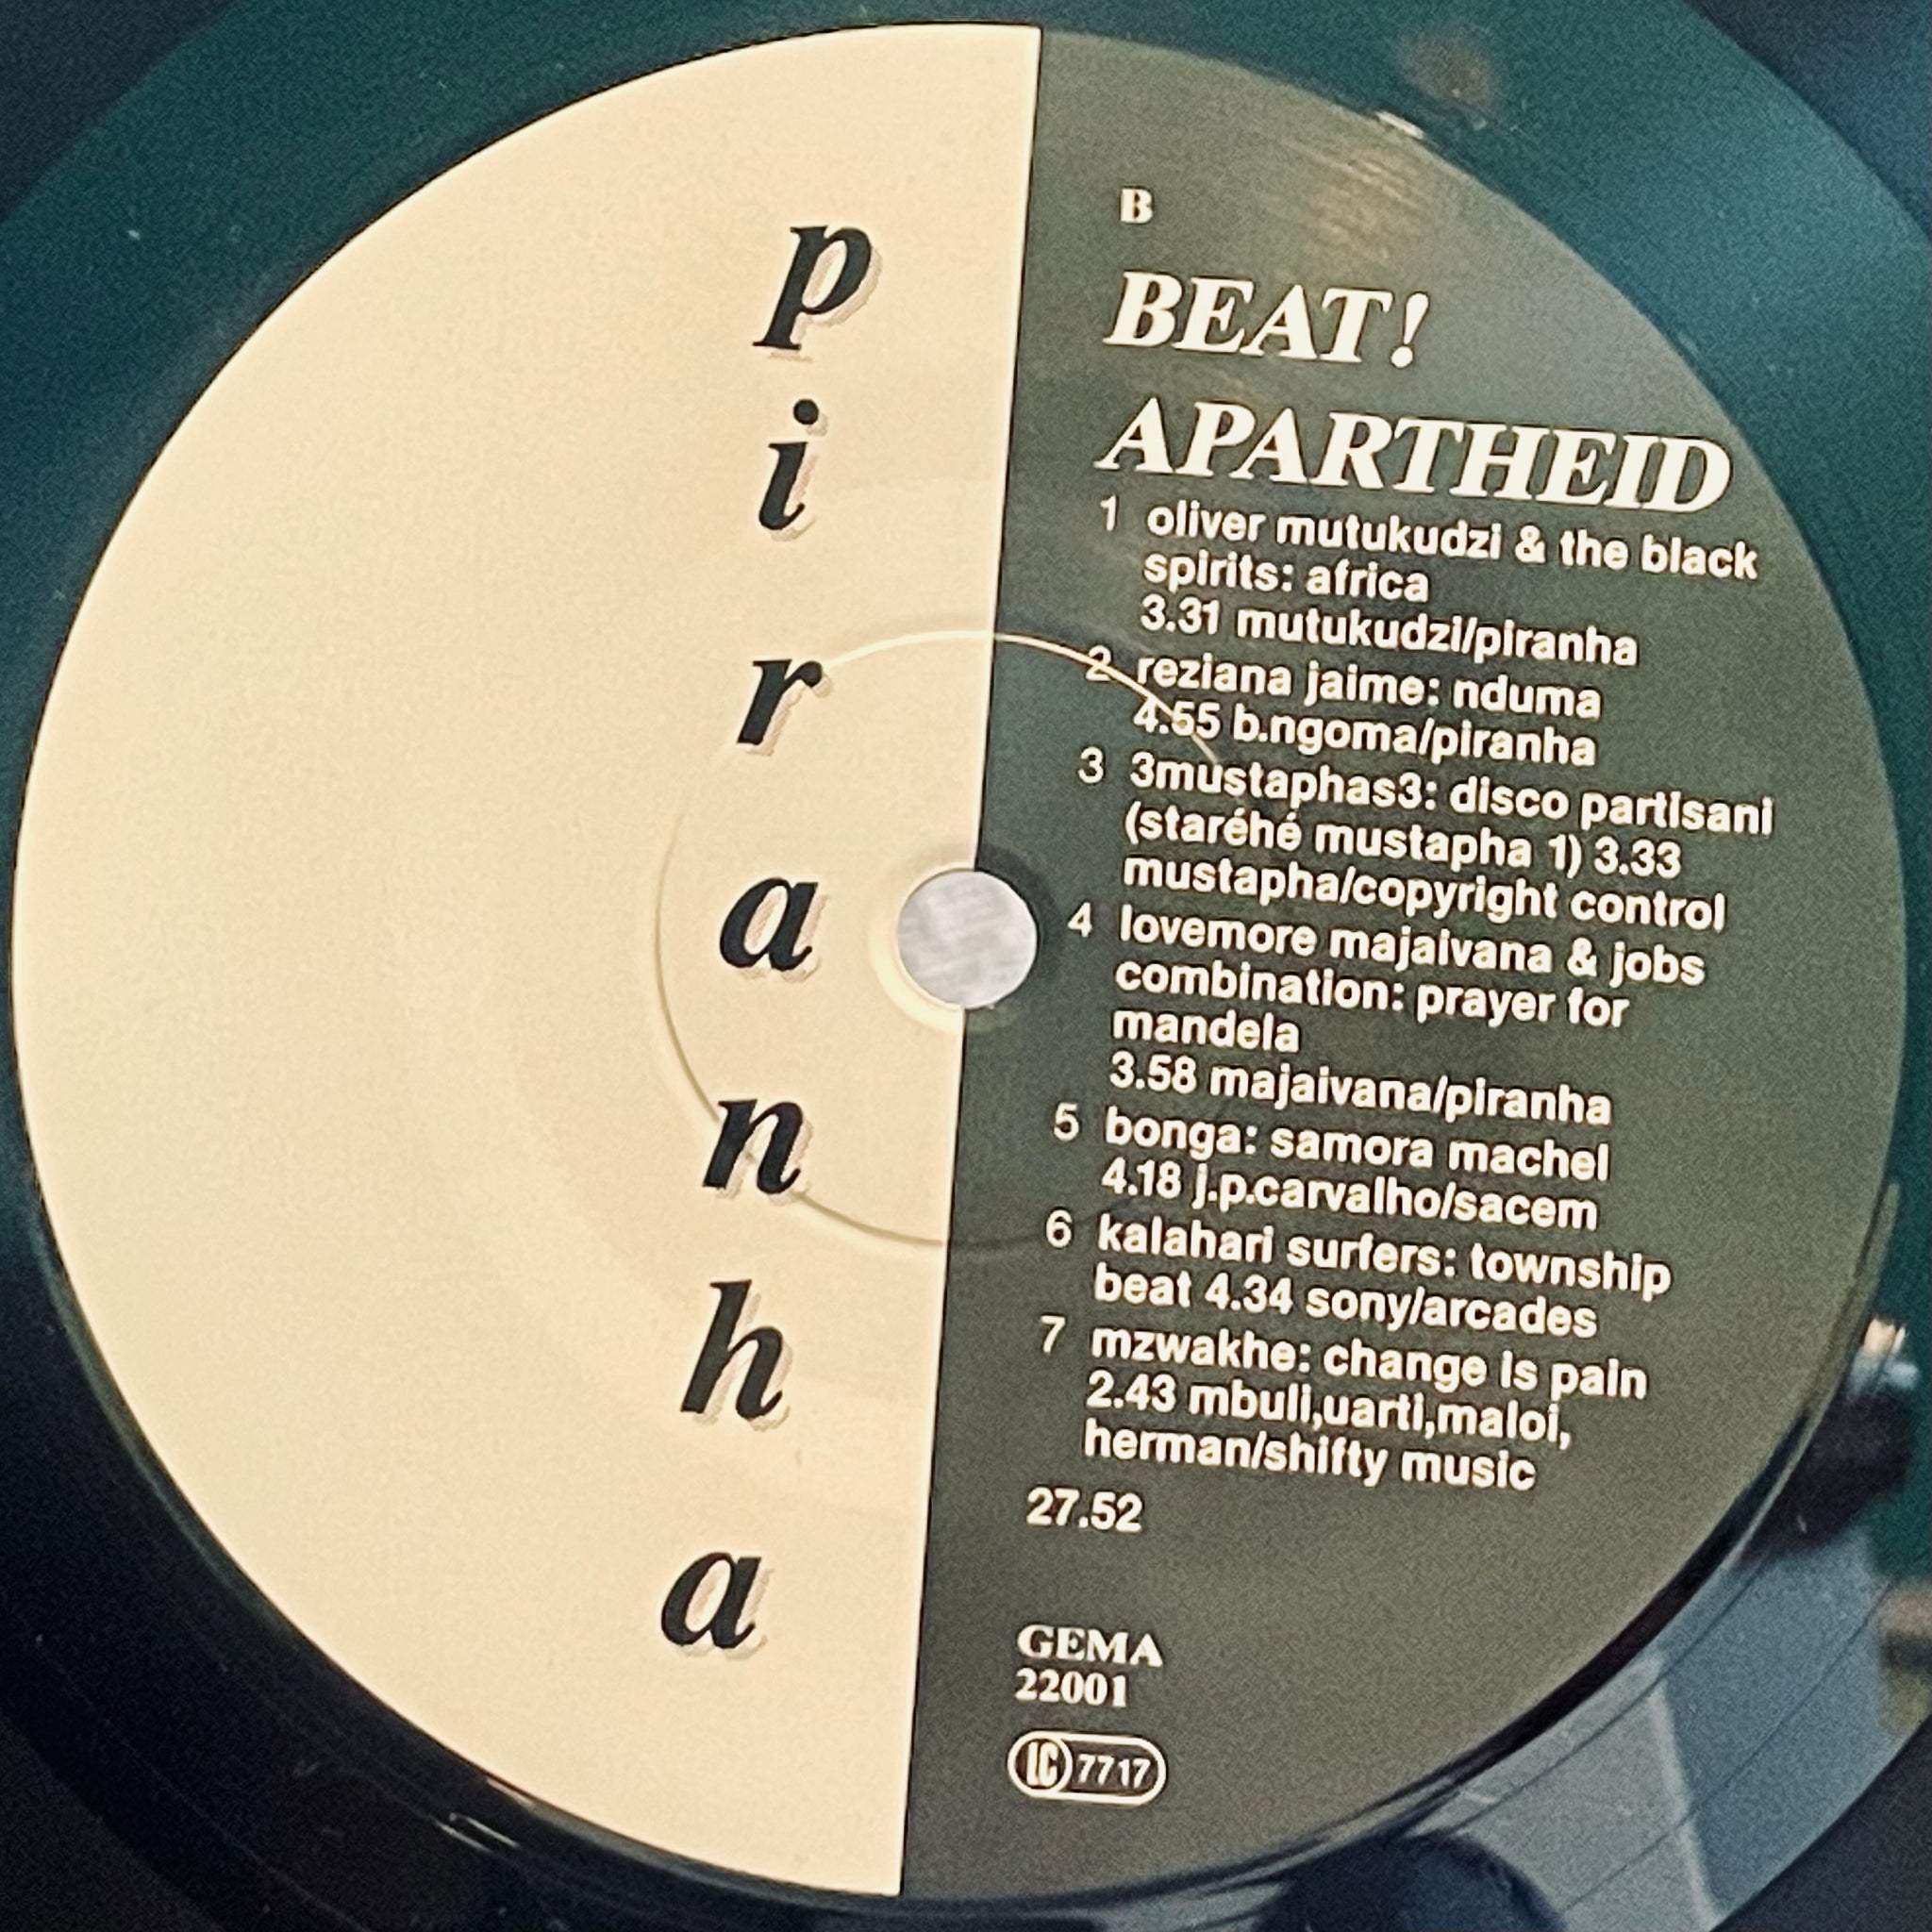 piranha
B
BEAT!
APARTHEID
1 oliver mutukudzi & the black
spirits: africa
3.31 mutukudzi/piranha
2 reziana jaime: nduma
4.55 b.ngoma/piranha
3 3mustaphas3: disco partisani
(staréhé mustapha 1) 3.33
mustapha/copyright control
4 lovemore majaivana & jobs
combination: prayer for
mandela
3.58 majaivana/piranha
5 bonga: samora machel
4.18 j.p.carvalho/sacem
6 kalahari surfers: township
beat 4.34 sony/arcades
7 mzwakhe: change is pain
2.43 mbuli,uarti,maloi,
herman/shifty music
27.52
GEMA
22001
LC 7717